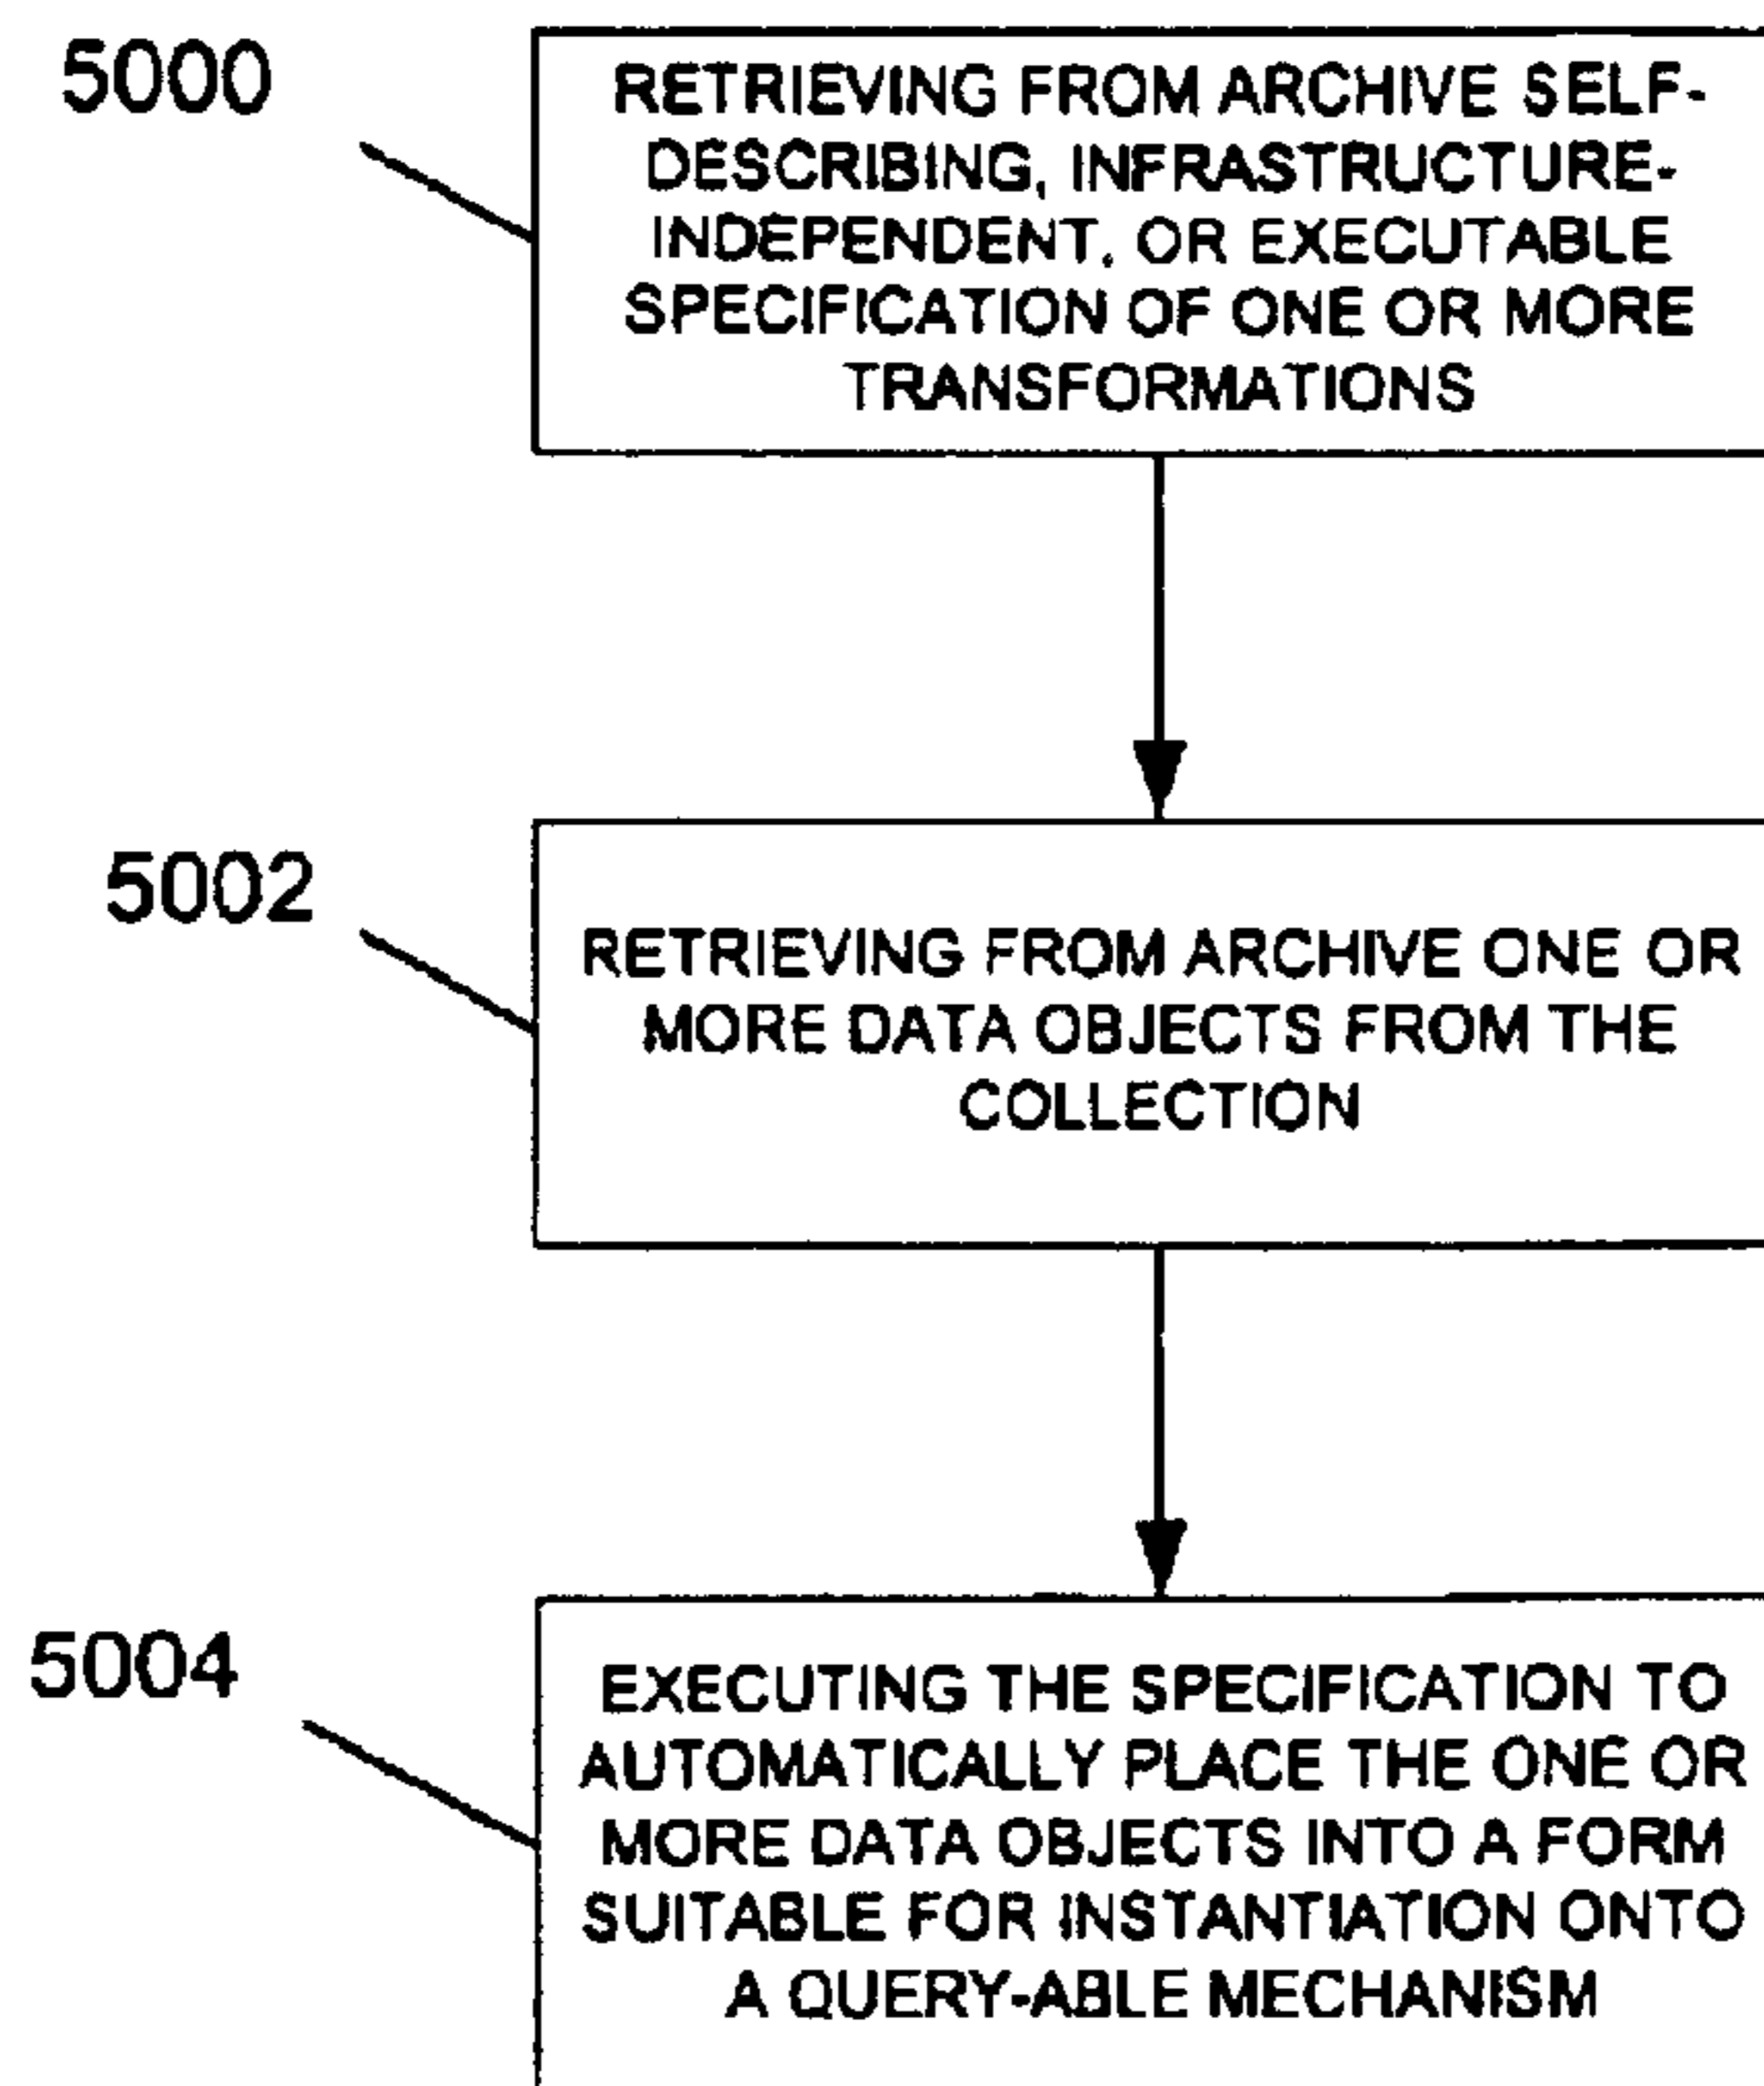 5000
RETRIEVING FROM ARCHIVE SELF-
DESCRIBING, INFRASTRUCTURE-
INDEPENDENT, OR EXECUTABLE
SPECIFICATION OF ONE OR MORE
TRANSFORMATIONS
5002
RETRIEVING FROM ARCHIVE ONE OR
MORE DATA OBJECTS FROM THE
COLLECTION
5004
EXECUTING THE SPECIFICATION TO
AUTOMATICALLY PLACE THE ONE OR
MORE DATA OBJECTS INTO A FORM
SUITABLE FOR INSTANTIATION ONTO
A QUERY-ABLE MECHANISM